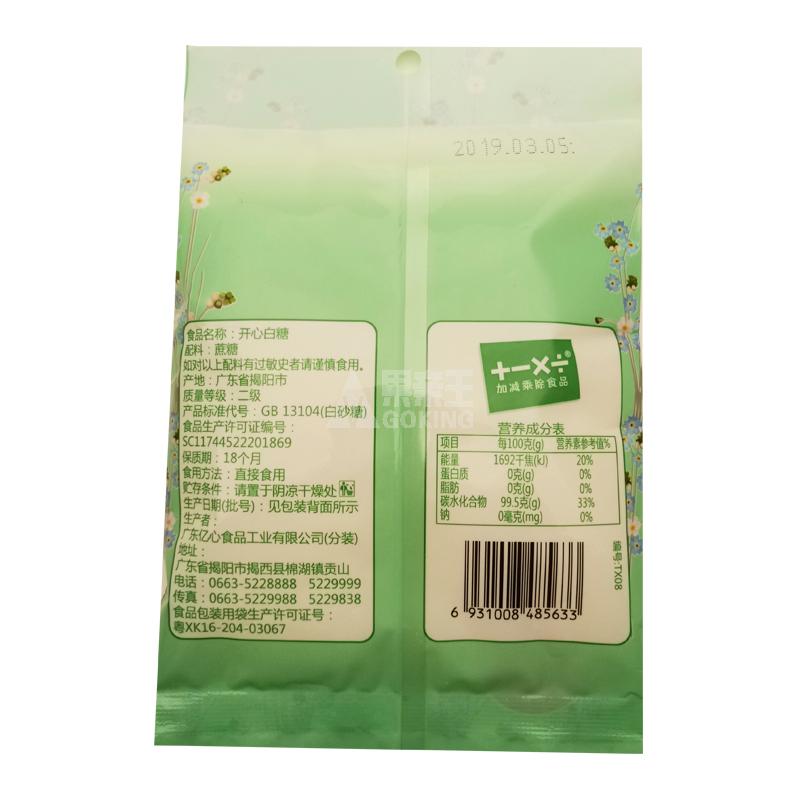 2019.03.05:
食品名称：开心白糖
配料：蔗糖
如对以上配料有过敏史者请谨慎食用。
产地：广东省揭阳市
质量等级：二级
产品标准代号：GB 13104(白砂糖)
食品生产许可证编号：
SC11744522201869
保质期：18个月
食用方法：直接食用
贮存条件：请置于阴凉干燥处
生产日期(批号)：见包装背面所示
生产者：
广东亿心食品工业有限公司(分装)
地址：
广东省揭阳市揭西县棉湖镇贡山
电话：0663-5228888 5229999
传真：0663-5229988 5229838
食品包装用袋生产许可证号：
粤XK16-204-03067
果素王
GOKING
+-×÷®
加减乘除食品
营养成分表
项目 每100克(g) 营养素参考值%
能量 1692千焦(kJ) 20%
蛋白质 0克(g) 0%
脂肪 0克(g) 0%
碳水化合物 99.5克(g) 33%
钠 0毫克(mg) 0%
编号:TX08
6 931008 485633